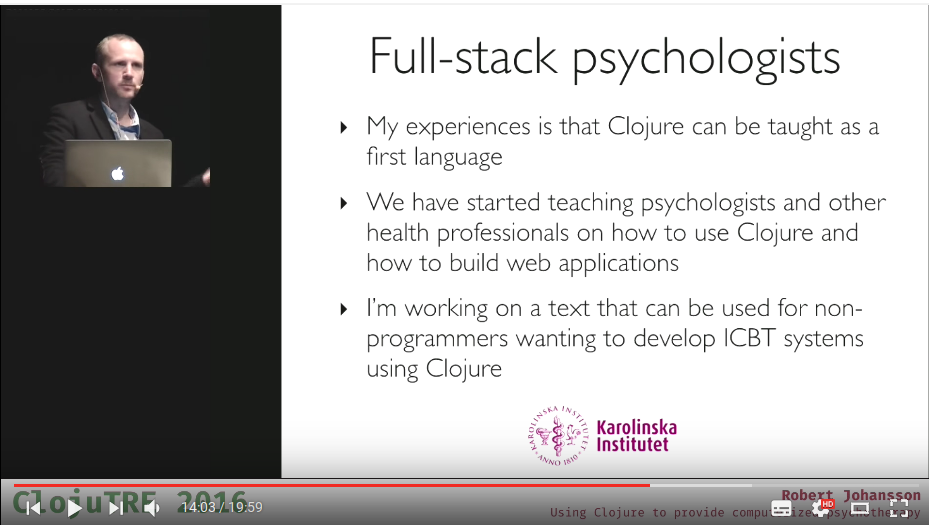 Full-stack psychologists
My experiences is that Clojure can be taught as a
first language
We have started teaching psychologists and other
health professionals on how to use Clojure and
how to build web applications
I'm working on a text that can be used for non-
programmers wanting to develop ICBT systems
using Clojure
KAROLINSKA INSTITUTET
ANNO 1810
Karolinska
Institutet
ClojuTRE 2016
14:03 / 19:59
HD
Robert Johansson
Using Clojure to provide computerized psychotherapy